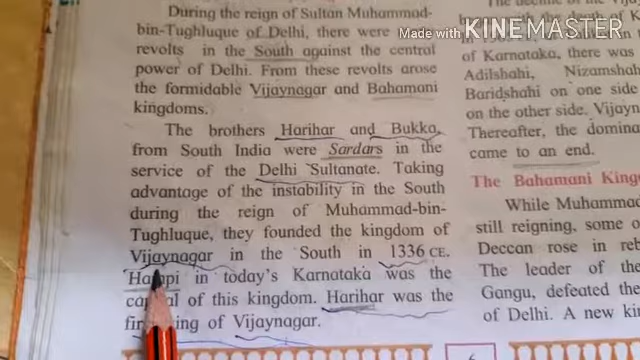 During the reign of Sultan Muhammad-
bin-Tughluque of Delhi, there were
revolts in the South against the central
power of Delhi. From these revolts arose
the formidable Vijaynagar and Bahamani
kingdoms.
The brothers Harihar and Bukka,
from South India were Sardars in the
service of the Delhi Sultanate. Taking
advantage of the instability in the South
during the reign of Muhammad-bin-
Tughluque, they founded the kingdom of
Vijaynagar in the South in 1336 CE.
in today's Karnataka was the
of this kingdom. Harihar was the
of Vijaynagar.
of Karnataka, there was
Adilshahi, Nizamshah
Baridshahi on one side
on the other side. Vijayn
Thereafter, the domina
came to an end.
The Bahamani King
While Muhammad
still reigning, some o
Deccan rose in reb
The leader of the
Gangu, defeated the
of Delhi. A new ki
6
Made with KINEMASTER